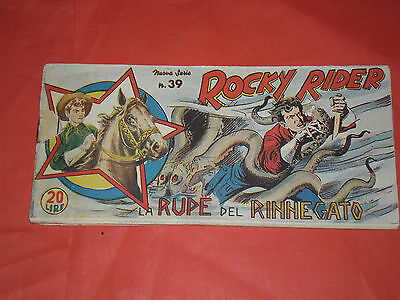 Nuova Serie
n. 39
ROCKY RIDER
20
LIRE
LA RUPE DEL RINNEGATO